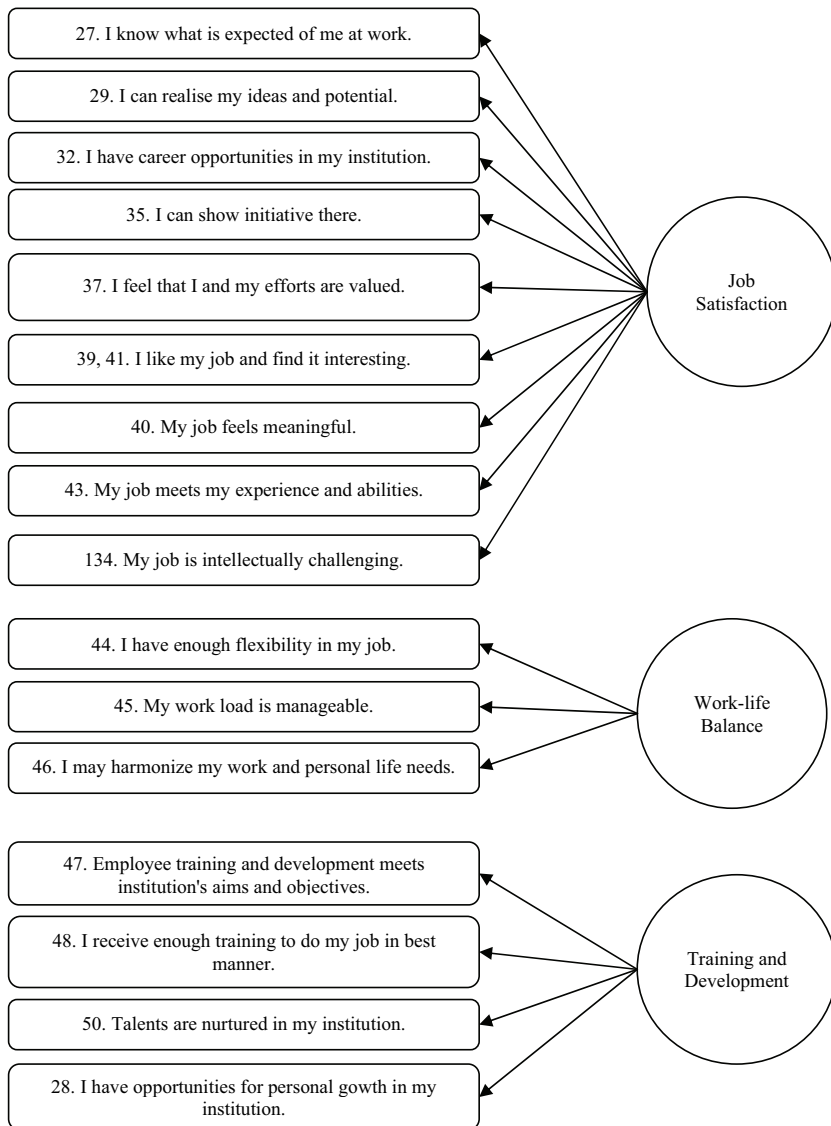 27. I know what is expected of me at work.
29. I can realise my ideas and potential.
32. I have career opportunities in my institution.
35. I can show initiative there.
37. I feel that I and my efforts are valued.
39, 41. I like my job and find it interesting.
40. My job feels meaningful.
43. My job meets my experience and abilities.
134. My job is intellectually challenging.
Job
Satisfaction
44. I have enough flexibility in my job.
45. My work load is manageable.
46. I may harmonize my work and personal life needs.
Work-life
Balance
47. Employee training and development meets
institution's aims and objectives.
48. I receive enough training to do my job in best
manner.
50. Talents are nurtured in my institution.
28. I have opportunities for personal gowth in my
institution.
Training and
Development